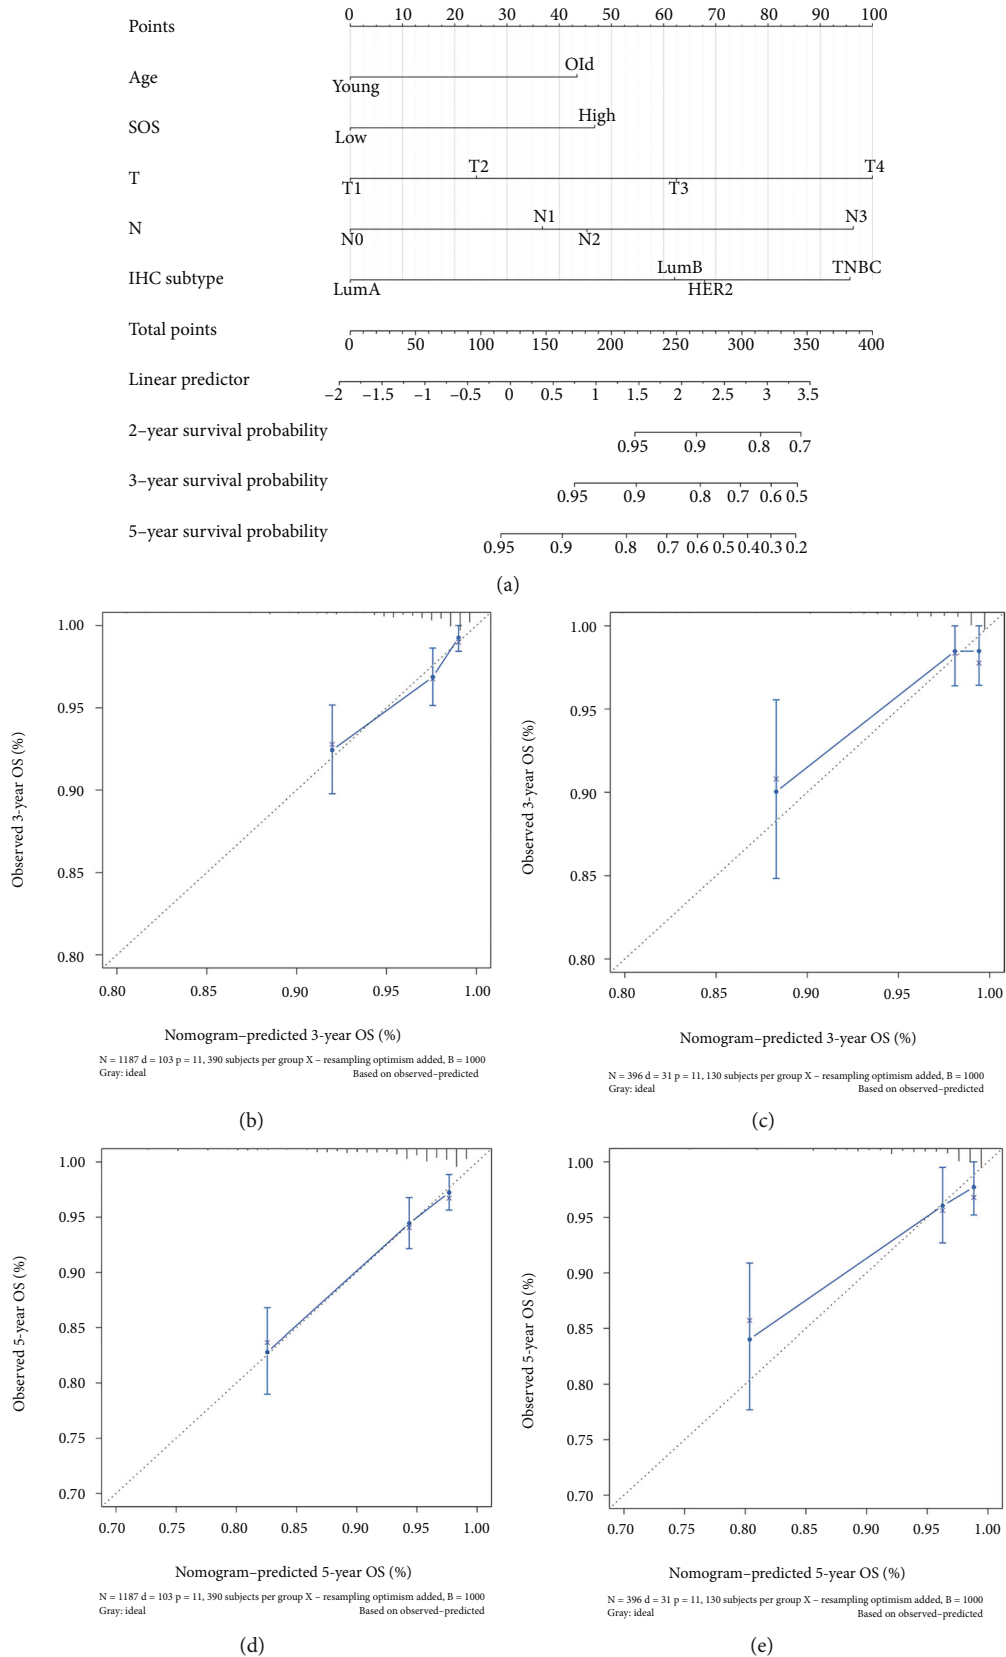 Points 0 10 20 30 40 50 60 70 80 90 100
Age Young OId
SOS Low High
T T1 T2 T3 T4
N N0 N1 N2 N3
IHC subtype LumA LumB HER2 TNBC
Total points 0 50 100 150 200 250 300 350 400
Linear predictor –2 –1.5 –1 –0.5 0 0.5 1 1.5 2 2.5 3 3.5
2–year survival probability 0.95 0.9 0.8 0.7
3–year survival probability 0.95 0.9 0.8 0.7 0.6 0.5
5–year survival probability 0.95 0.9 0.8 0.7 0.6 0.5 0.4 0.3 0.2
(a)
Observed 3-year OS (%)
1.00
0.95
0.90
0.85
0.80
0.80 0.85 0.90 0.95 1.00
Nomogram–predicted 3-year OS (%)
N = 1187 d = 103 p = 11, 390 subjects per group X – resampling optimism added, B = 1000
Gray: ideal Based on observed–predicted
(b)
Observed 3-year OS (%)
1.00
0.95
0.90
0.85
0.80
0.80 0.85 0.90 0.95 1.00
Nomogram–predicted 3-year OS (%)
N = 396 d = 31 p = 11, 130 subjects per group X – resampling optimism added, B = 1000
Gray: ideal Based on observed–predicted
(c)
Observed 5-year OS (%)
1.00
0.95
0.90
0.85
0.80
0.75
0.70
0.70 0.75 0.80 0.85 0.90 0.95 1.00
Nomogram–predicted 5-year OS (%)
N = 1187 d = 103 p = 11, 390 subjects per group X – resampling optimism added, B = 1000
Gray: ideal Based on observed–predicted
(d)
Observed 5-year OS (%)
1.00
0.95
0.90
0.85
0.80
0.75
0.70
0.70 0.75 0.80 0.85 0.90 0.95 1.00
Nomogram–predicted 5-year OS (%)
N = 396 d = 31 p = 11, 130 subjects per group X – resampling optimism added, B = 1000
Gray: ideal Based on observed–predicted
(e)